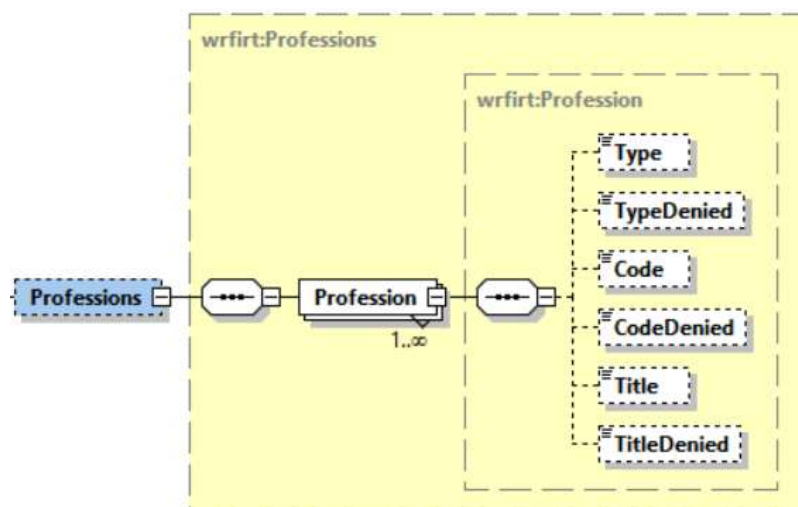 wrfirt:Professions
wrfirt:Profession
Type
TypeDenied
Code
Professions
Profession
CodeDenied
1..∞
Title
TitleDenied